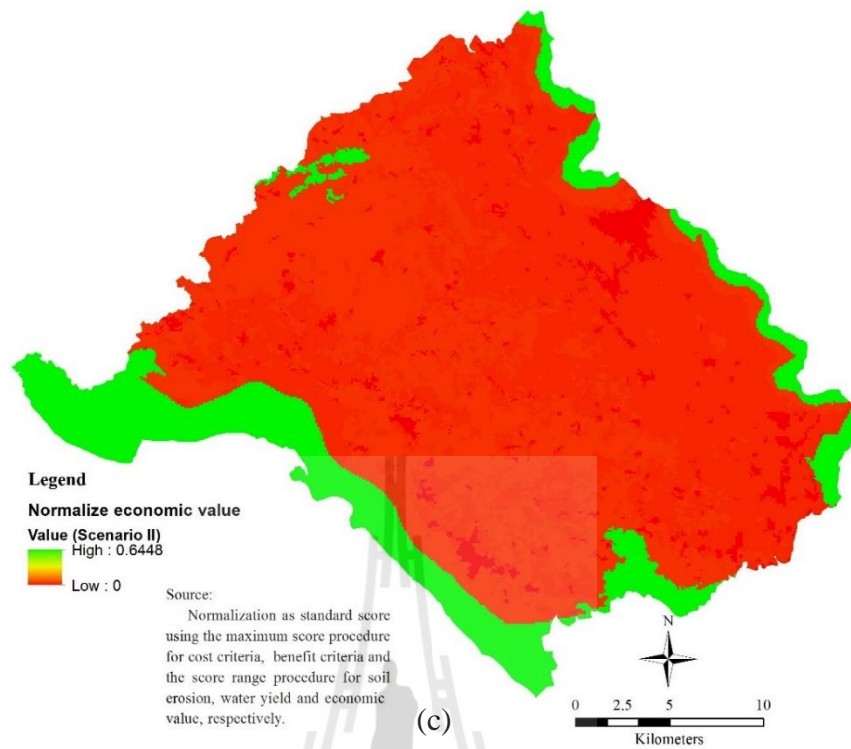 Legend
Normalize economic value
Value (Scenario II)
High : 0.6448
Low : 0
Source:
Normalization as standard score
using the maximum score procedure
for cost criteria, benefit criteria and
the score range procedure for soil
erosion, water yield and economic
value, respectively.
(c)
N
0 2.5 5 10
Kilometers